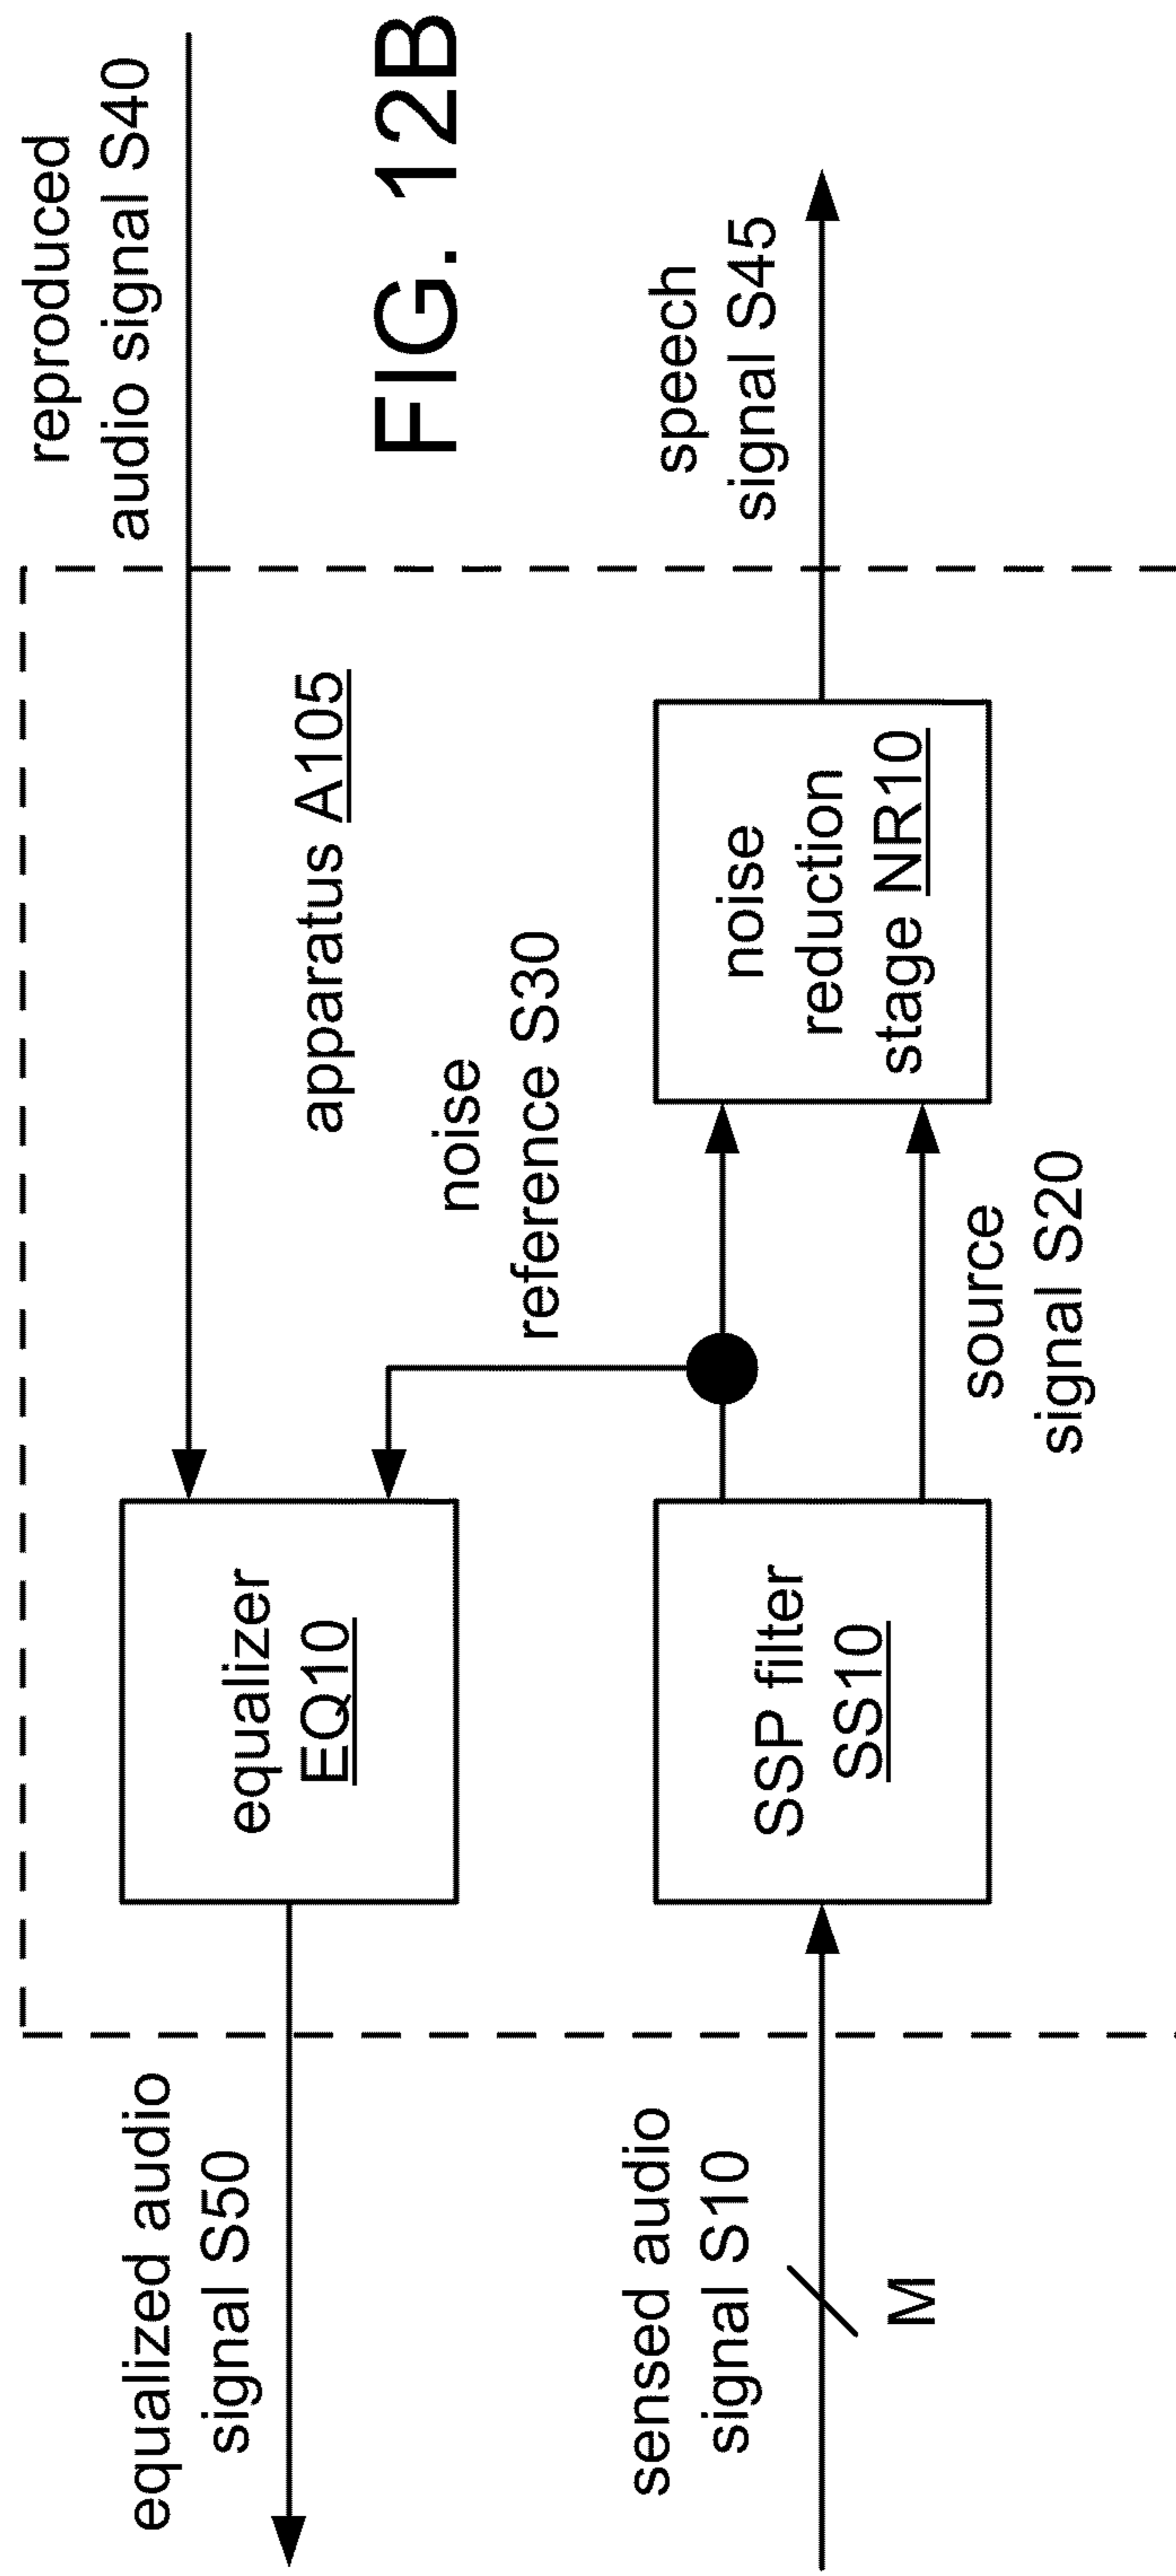 equalized audio
signal S50
equalizer
EQ10
reproduced
audio signal S40
apparatus A105
noise
reference S30
FIG. 12B
sensed audio
signal S10
M
SSP filter
SS10
source
signal S20
noise
reduction
stage NR10
speech
signal S45